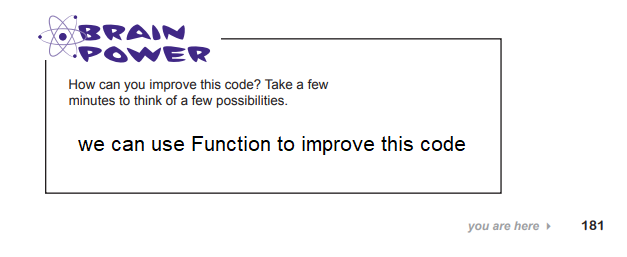 BRAIN
POWER
How can you improve this code? Take a few
minutes to think of a few possibilities.
we can use Function to improve this code
you are here 181